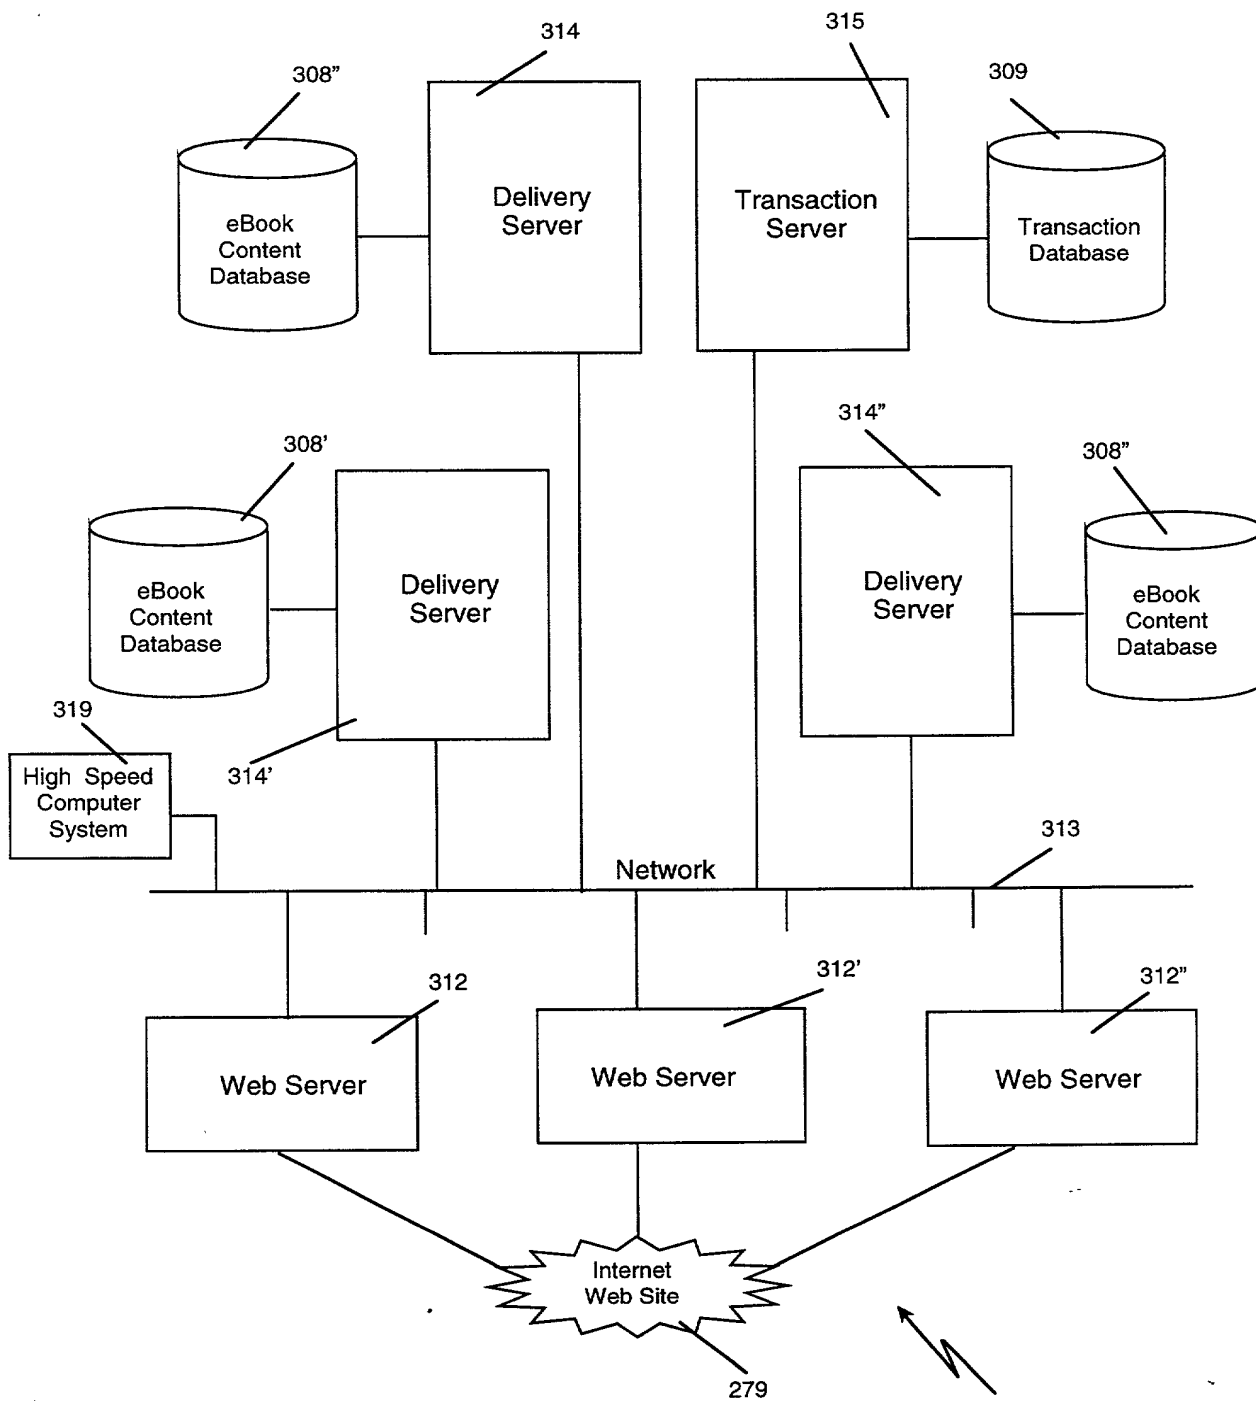 314
315
308”
309
Delivery
Server
Transaction
Server
eBook
Content
Database
Transaction
Database
308’
314”
308”
Delivery
Server
Delivery
Server
eBook
Content
Database
eBook
Content
Database
319
314’
High Speed
Computer
System
Network
313
312
312’
312”
Web Server
Web Server
Web Server
Internet
Web Site
279